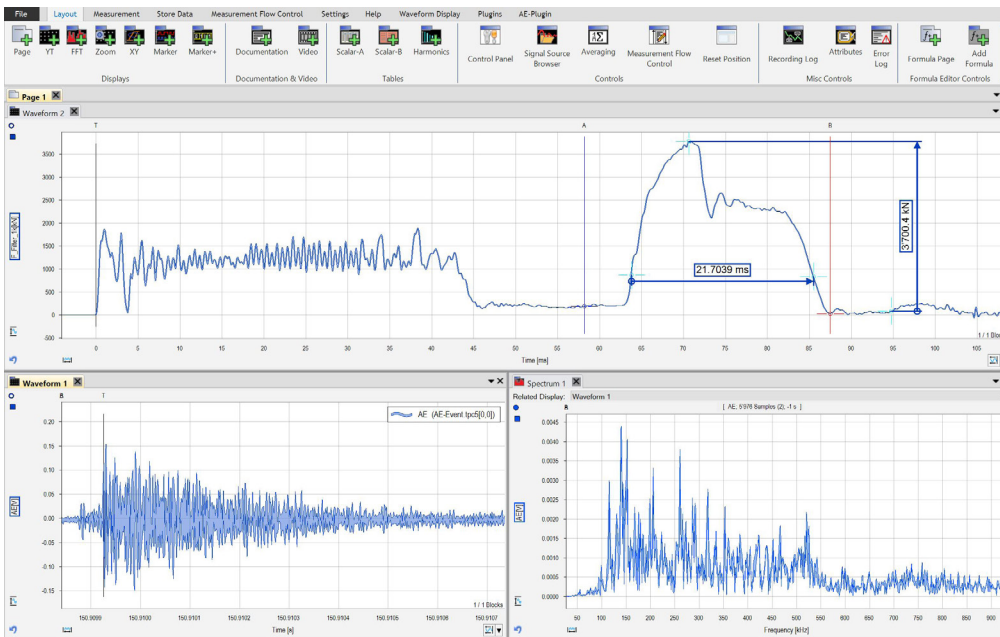 File Layout Measurement Store Data Measurement Flow Control Settings Help Waveform Display Plugins AE-Plugin
Page YT FFT Zoom XY Marker Marker+ Documentation Video Scalar-A Scalar-B Harmonics Control Panel Signal Source Browser Averaging Measurement Flow Control Reset Position Recording Log Attributes Error Log Formula Page Add Formula
Displays Documentation & Video Tables Controls Misc Controls Formula Editor Controls
Page 1
Waveform 2
T A B
3500
3000
2500
2000
1500
1000
500
0
-500
3700.4 kN
21.7039 ms
1 / 1 Bloc
0 5 10 15 20 25 30 35 40 45 50 55 60 65 70 75 80 85 90 95 100 105
Time [ms]
Waveform 1
T
AE (AE-Event tpc5[0,0])
0.20
0.15
0.10
0.05
0.00
-0.05
-0.10
-0.15
AE[V]
1 / 1 Blocks
150.9099 150.9100 150.9101 150.9102 150.9103 150.9104 150.9105 150.9106 150.9107
Time [s]
Spectrum 1
Related Display: Waveform 1
[ AE, 5'976 Samples (2), -1 s ]
0.0045
0.0040
0.0035
0.0030
0.0025
0.0020
0.0015
0.0010
0.0005
0.0000
AE[V]
50 100 150 200 250 300 350 400 450 500 550 600 650 700 750 800 850 900
Frequency [kHz]